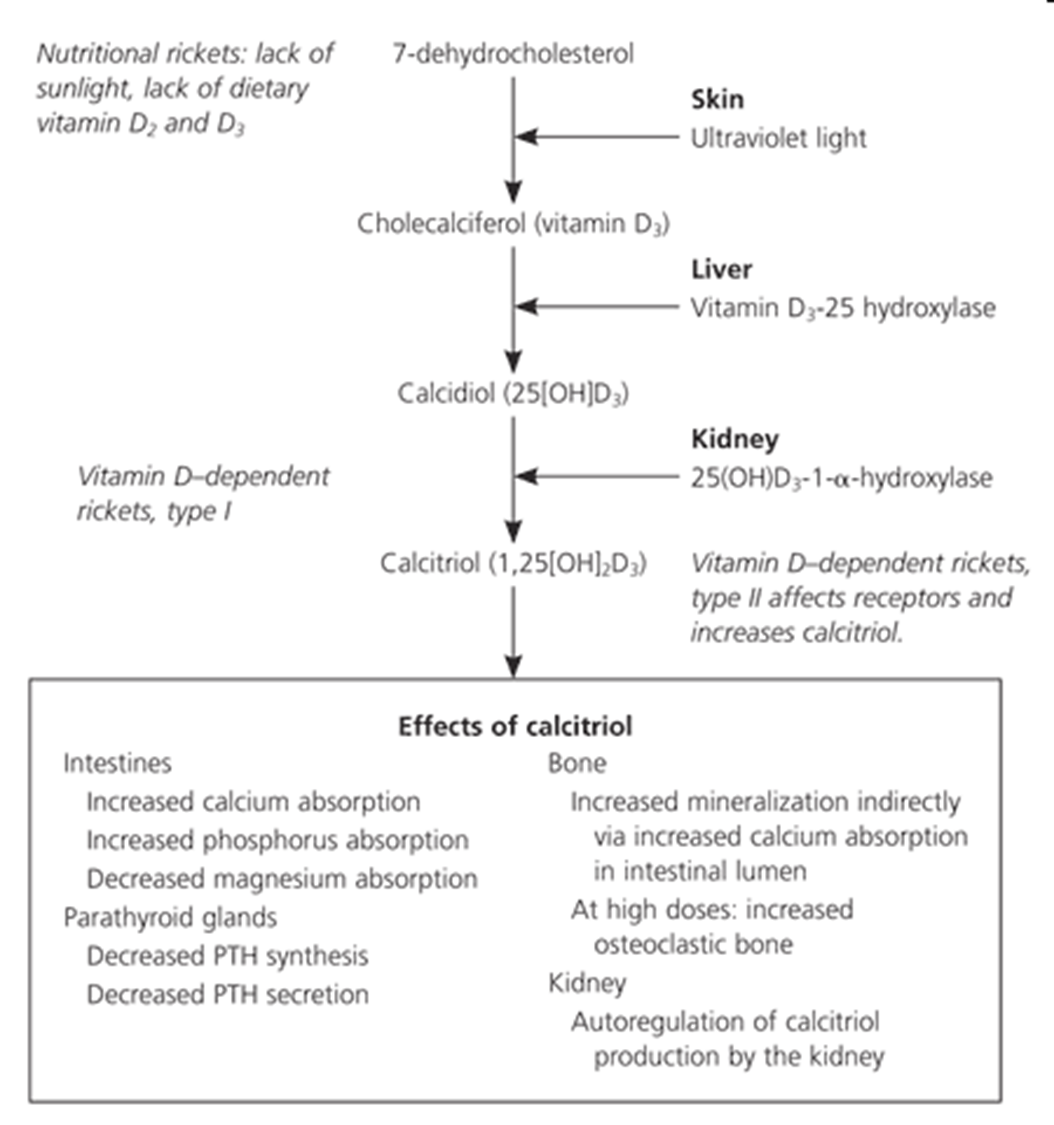 Nutritional rickets: lack of
sunlight, lack of dietary
vitamin D₂ and D₃
7-dehydrocholesterol
Skin
Ultraviolet light
Cholecalciferol (vitamin D₃)
Liver
Vitamin D₃-25 hydroxylase
Calcidiol (25[OH]D₃)
Kidney
25(OH)D₃-1-α-hydroxylase
Vitamin D–dependent
rickets, type I
Calcitriol (1,25[OH]₂D₃)
Vitamin D–dependent rickets,
type II affects receptors and
increases calcitriol.
Effects of calcitriol
Intestines
Increased calcium absorption
Increased phosphorus absorption
Decreased magnesium absorption
Parathyroid glands
Decreased PTH synthesis
Decreased PTH secretion
Bone
Increased mineralization indirectly
via increased calcium absorption
in intestinal lumen
At high doses: increased
osteoclastic bone
Kidney
Autoregulation of calcitriol
production by the kidney